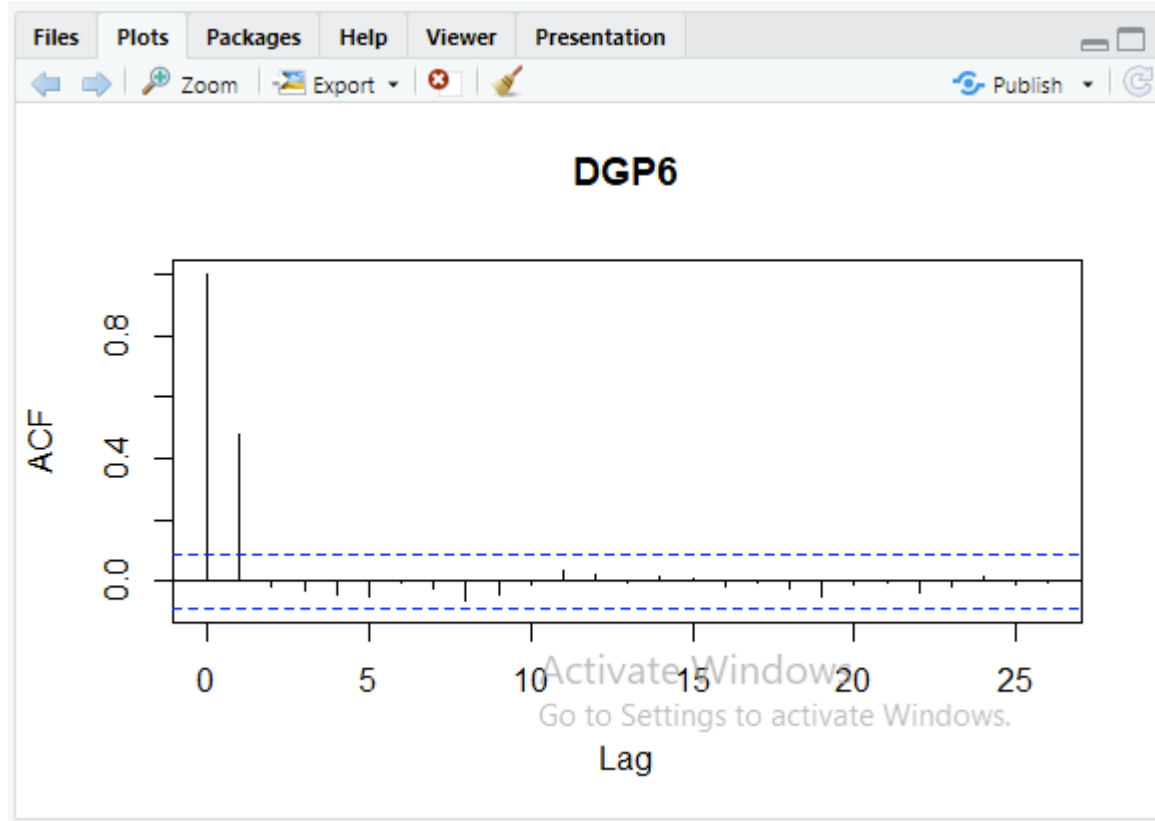 Files Plots Packages Help Viewer Presentation
Zoom Export Publish
DGP6
ACF
0.8
0.4
0.0
0 5 10 15 20 25
Activate Windows
Go to Settings to activate Windows.
Lag